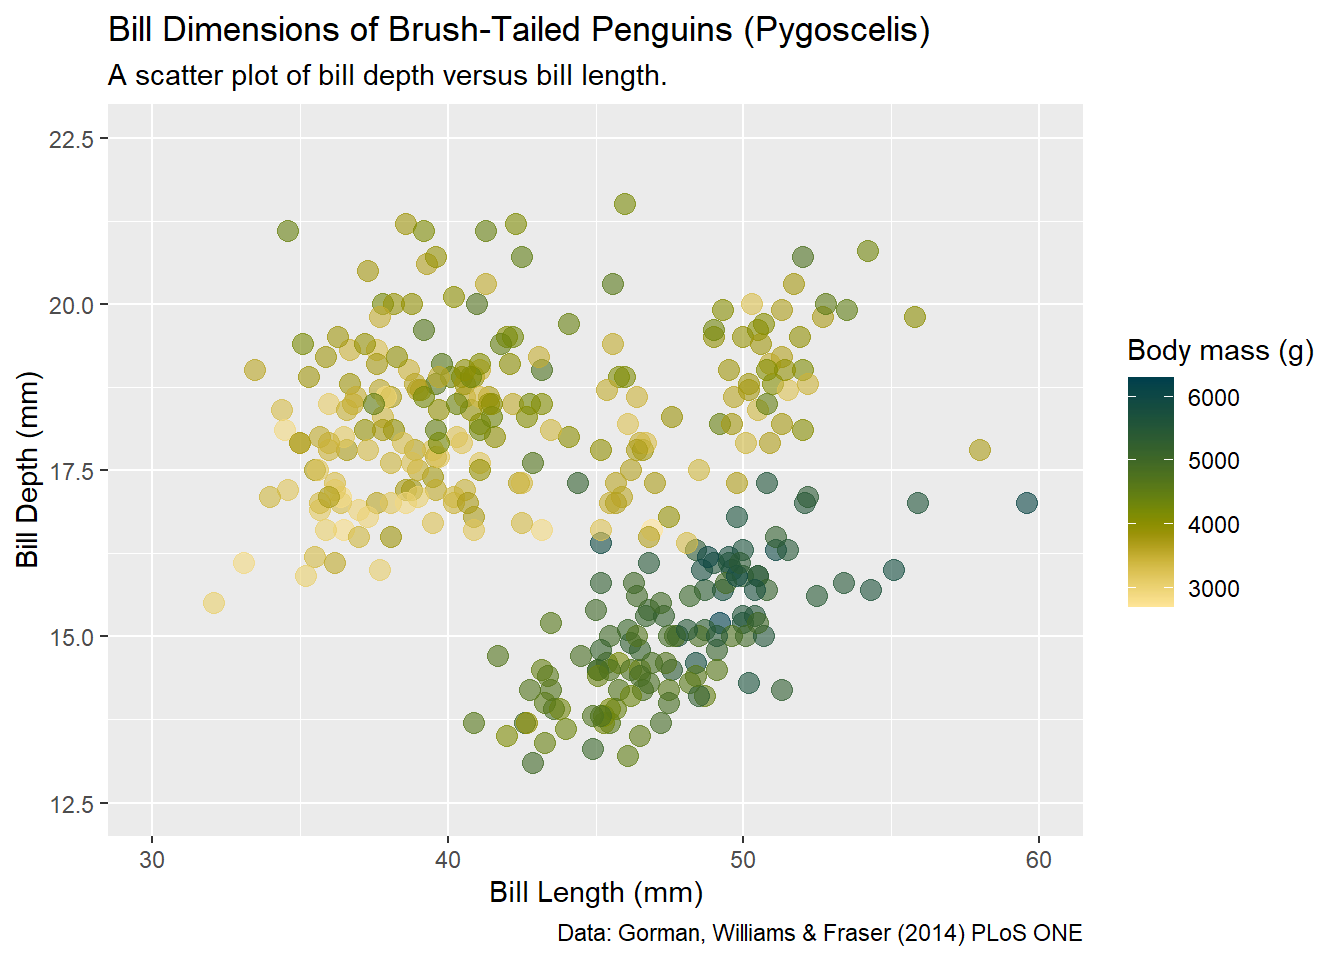 Bill Dimensions of Brush-Tailed Penguins (Pygoscelis)
A scatter plot of bill depth versus bill length.
22.5
20.0
17.5
15.0
12.5
Bill Depth (mm)
30 40 50 60
Bill Length (mm)
Body mass (g)
6000
5000
4000
3000
Data: Gorman, Williams & Fraser (2014) PLoS ONE